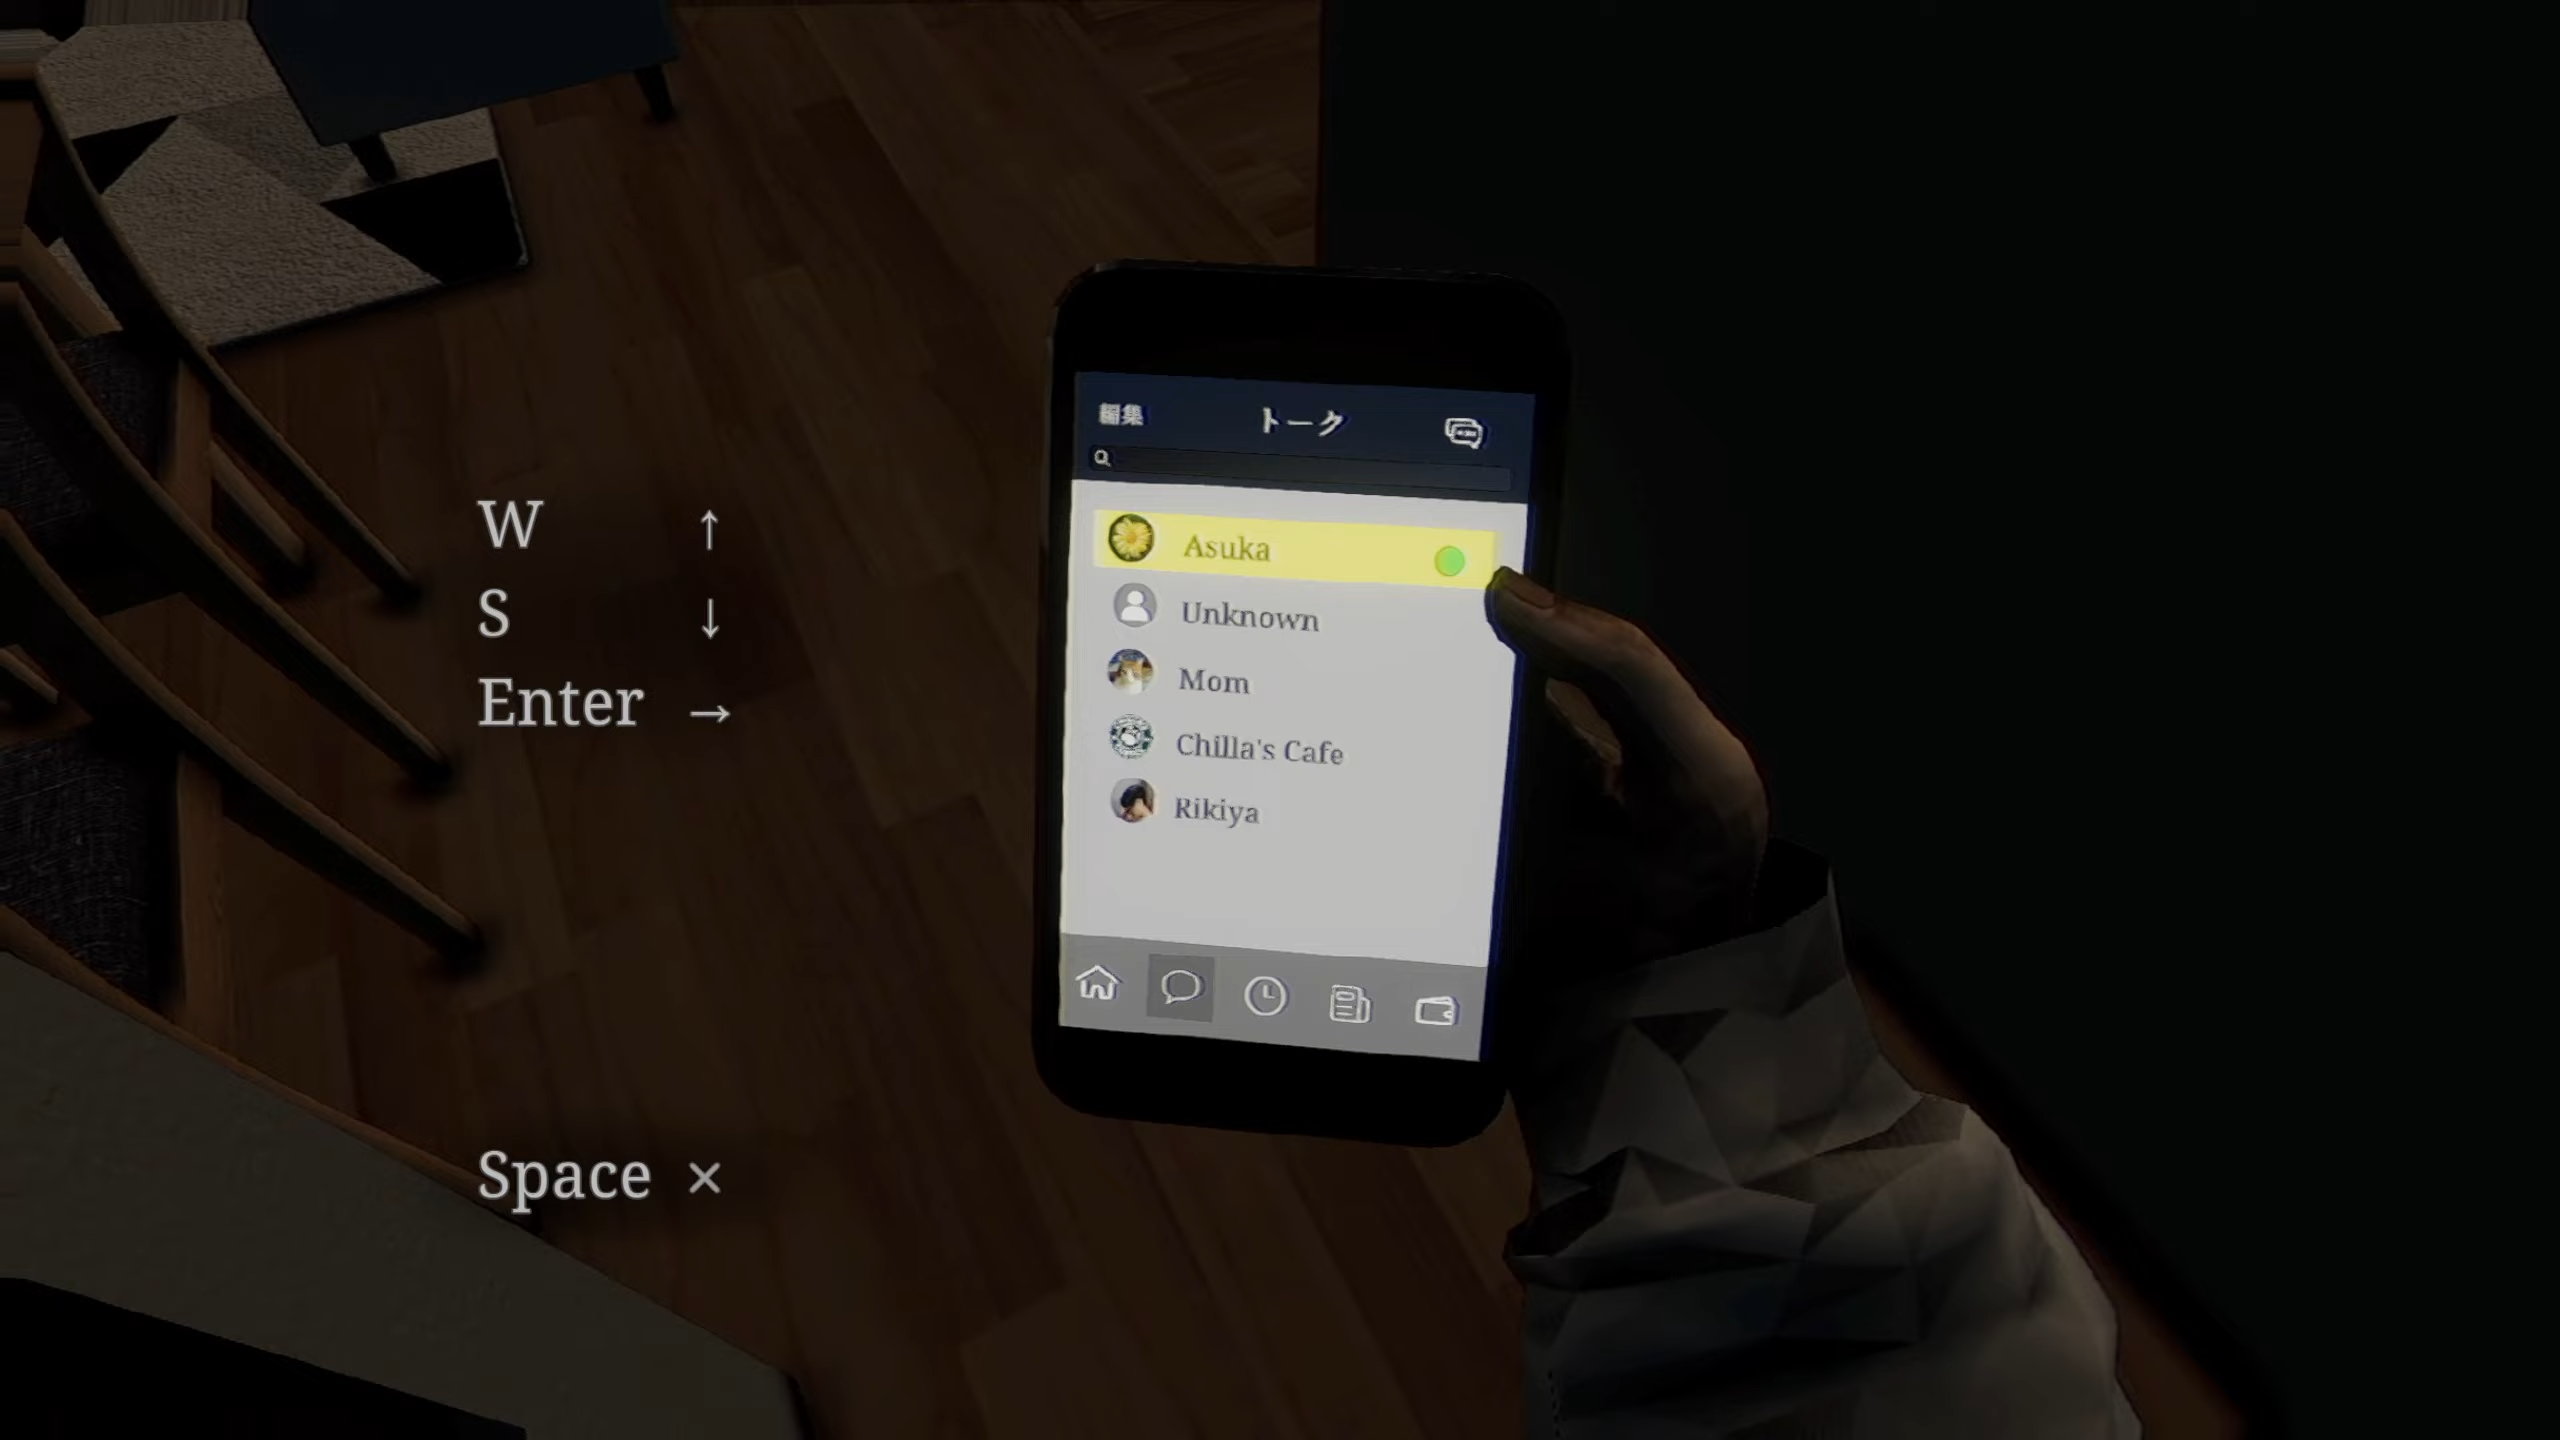 W ↑
S ↓
Enter →
Space ×
編集 トーク
Asuka
Unknown
Mom
Chilla's Cafe
Rikiya